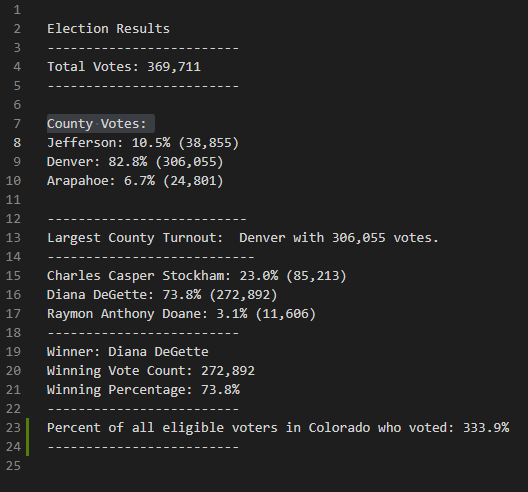 1
2 Election Results
3 -------------------------
4 Total Votes: 369,711
5 -------------------------
6
7 County Votes:
8 Jefferson: 10.5% (38,855)
9 Denver: 82.8% (306,055)
10 Arapahoe: 6.7% (24,801)
11
12 --------------------------
13 Largest County Turnout:  Denver with 306,055 votes.
14 ---------------------------
15 Charles Casper Stockham: 23.0% (85,213)
16 Diana DeGette: 73.8% (272,892)
17 Raymon Anthony Doane: 3.1% (11,606)
18 -------------------------
19 Winner: Diana DeGette
20 Winning Vote Count: 272,892
21 Winning Percentage: 73.8%
22 -------------------------
23 Percent of all eligible voters in Colorado who voted: 333.9%
24 -------------------------
25